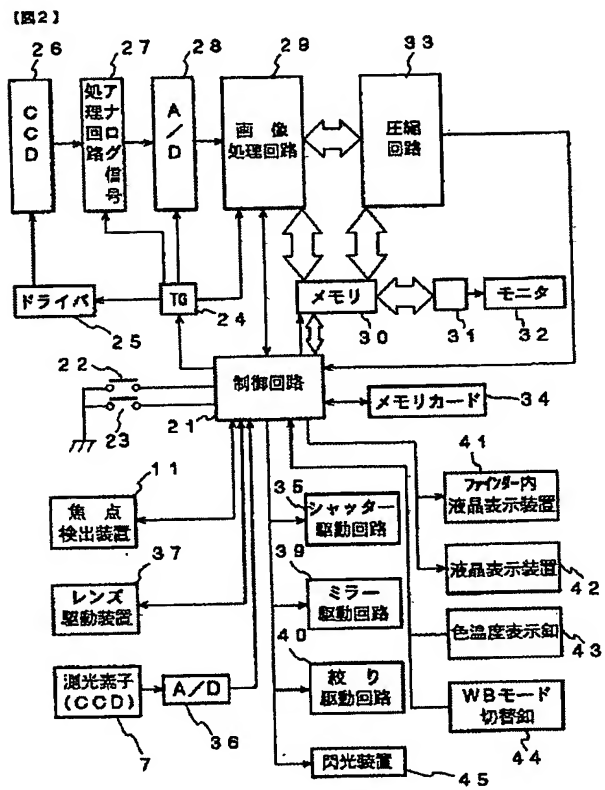 【図2】
26
27
28
29
33
CCD
アナログ信号
処理回路
A/D
画像
処理回路
圧縮
回路
ドライバ
TG
メモリ
モニタ
25
24
30
31
32
22
23
21
制御回路
メモリカード
34
11
焦点
検出装置
35
シャッター
駆動回路
41
ファインダー内
液晶表示装置
37
レンズ
駆動装置
39
ミラー
駆動回路
液晶表示装置
42
色温度表示釦
43
測光素子
(CCD)
7
A/D
36
40
絞り
駆動回路
WBモード
切替釦
44
閃光装置
45